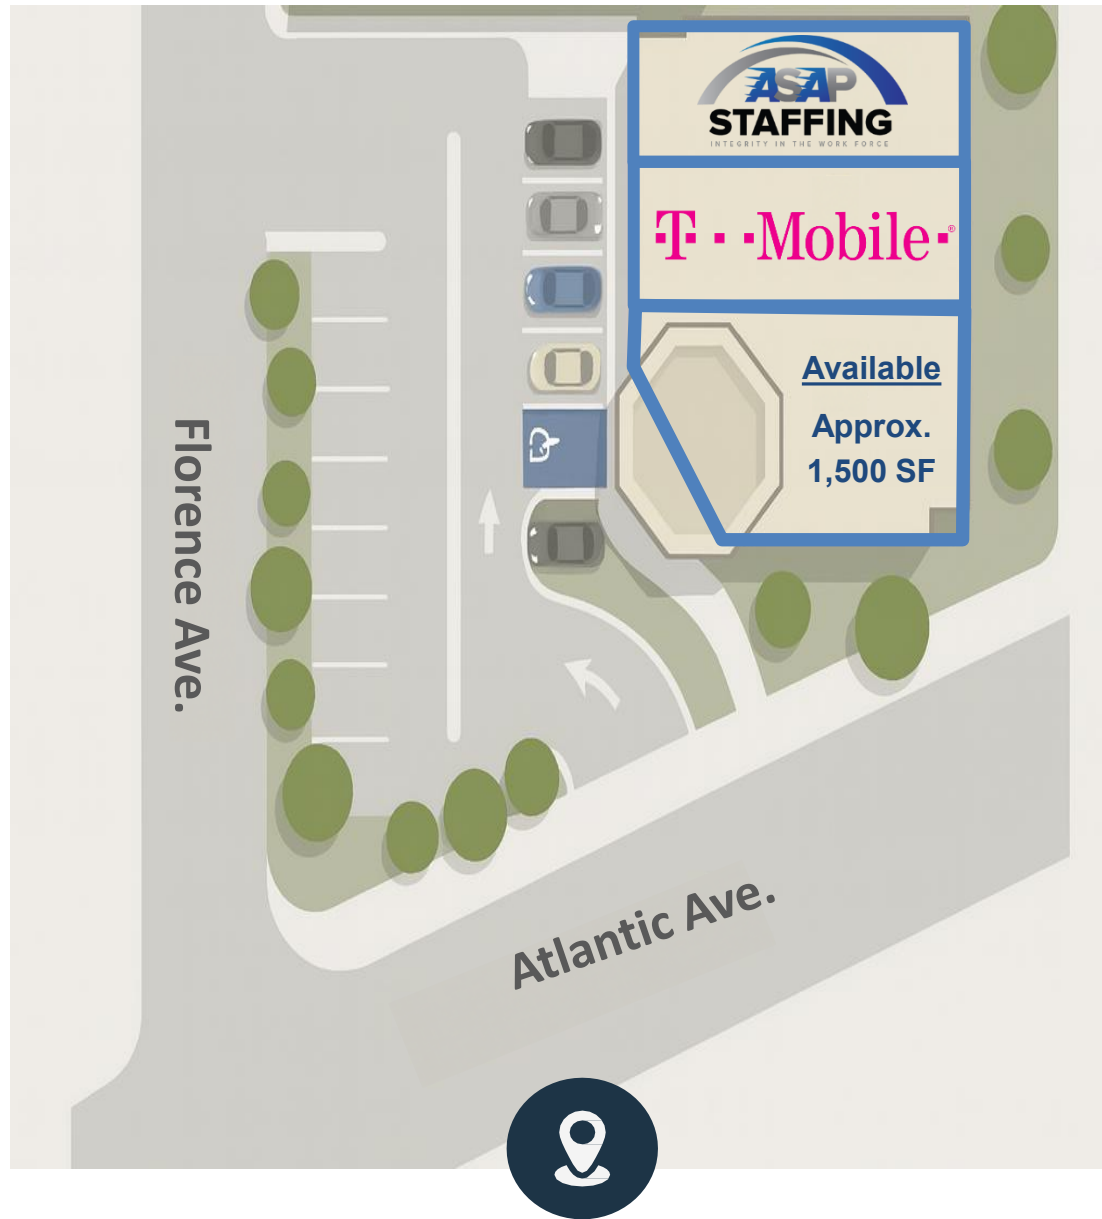 ASAP
STAFFING
INTEGRITY IN THE WORK FORCE
T··Mobile·®
Available
Approx.
1,500 SF
Florence Ave.
Atlantic Ave.